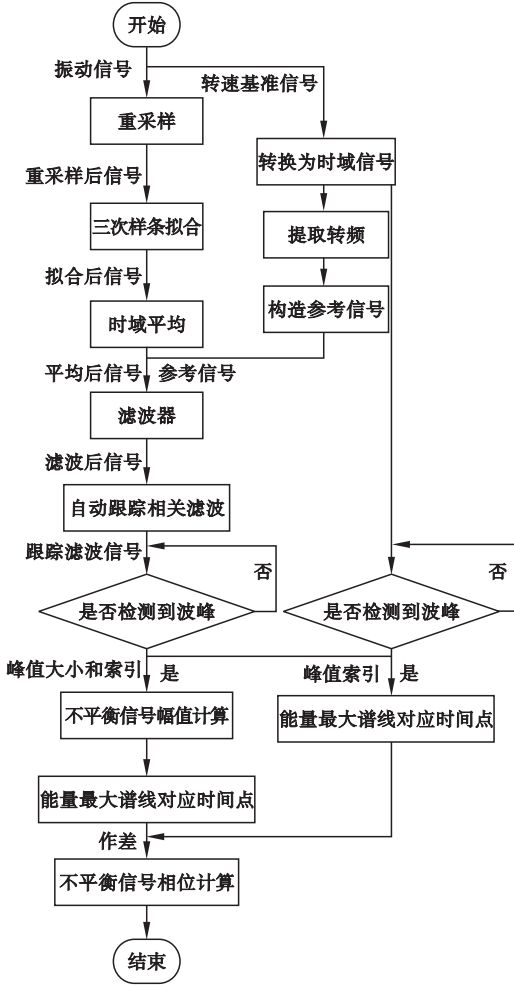 开始
振动信号
转速基准信号
重采样
转换为时域信号
重采样后信号
三次样条拟合
提取转频
拟合后信号
构造参考信号
时域平均
平均后信号
参考信号
滤波器
滤波后信号
自动跟踪相关滤波
跟踪滤波信号
否
否
是否检测到波峰
是否检测到波峰
峰值大小和索引
是
峰值索引
是
不平衡信号幅值计算
能量最大谱线对应时间点
能量最大谱线对应时间点
作差
不平衡信号相位计算
结束